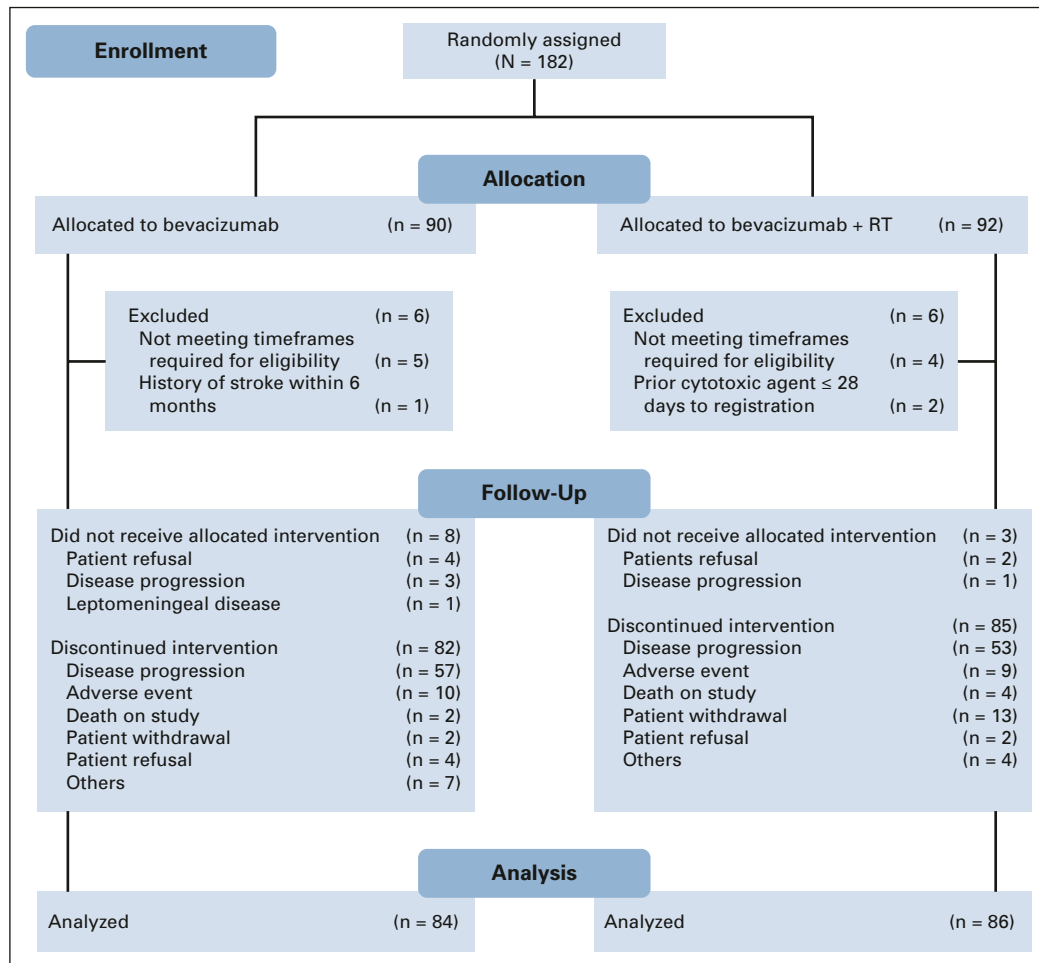 Enrollment
Randomly assigned
(N = 182)
Allocation
Allocated to bevacizumab (n = 90)
Allocated to bevacizumab + RT (n = 92)
Excluded (n = 6)
Not meeting timeframes
required for eligibility (n = 5)
History of stroke within 6
months (n = 1)
Excluded (n = 6)
Not meeting timeframes
required for eligibility (n = 4)
Prior cytotoxic agent ≤ 28
days to registration (n = 2)
Follow-Up
Did not receive allocated intervention (n = 8)
Patient refusal (n = 4)
Disease progression (n = 3)
Leptomeningeal disease (n = 1)
Discontinued intervention (n = 82)
Disease progression (n = 57)
Adverse event (n = 10)
Death on study (n = 2)
Patient withdrawal (n = 2)
Patient refusal (n = 4)
Others (n = 7)
Did not receive allocated intervention (n = 3)
Patients refusal (n = 2)
Disease progression (n = 1)
Discontinued intervention (n = 85)
Disease progression (n = 53)
Adverse event (n = 9)
Death on study (n = 4)
Patient withdrawal (n = 13)
Patient refusal (n = 2)
Others (n = 4)
Analysis
Analyzed (n = 84)
Analyzed (n = 86)